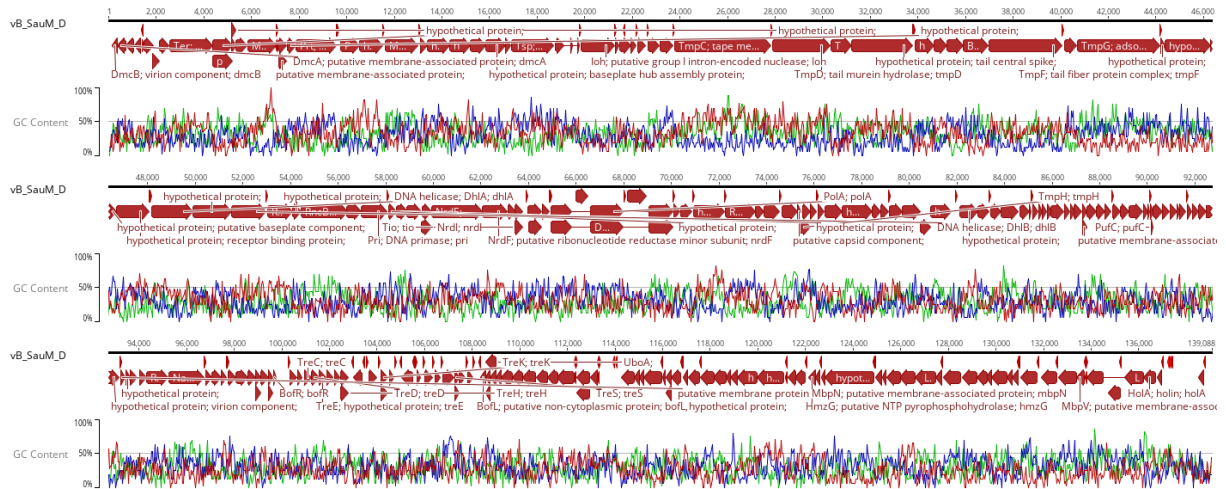 1 2,000 4,000 6,000 8,000 10,000 12,000 14,000 16,000 18,000 20,000 22,000 24,000 26,000 28,000 30,000 32,000 34,000 36,000 38,000 40,000 42,000 44,000 46,000
vB_SauM_D
hypothetical protein; hypothetical protein; hypothetical protein;
Ter;... M... h. M... h. h Tsp;... TmpC; tape me... T h h. B... TmpG; adso... hypo...
p DmcA; putative membrane-associated protein; dmcA Ioh; putative group I intron-encoded nuclease; Ioh hypothetical protein; tail central spike; hypothetical protein;
DmcB; virion component; dmcB putative membrane-associated protein; hypothetical protein; baseplate hub assembly protein; TmpD; tail murein hydrolase; tmpD TmpF; tail fiber protein complex; tmpF
100%
GC Content 50%
0%
48,000 50,000 52,000 54,000 56,000 58,000 60,000 62,000 64,000 66,000 68,000 70,000 72,000 74,000 76,000 78,000 80,000 82,000 84,000 86,000 88,000 90,000 92,000
vB_SauM_D
hypothetical protein; hypothetical protein; DNA helicase; DhlA; dhlA PolA; polA TmpH; tmpH
h... R... h... h..
hypothetical protein; putative baseplate component; Tio; tio NrdI; nrdI D... hypothetical protein; hypothetical protein; DNA helicase; DhlB; dhlB PufC; pufC
hypothetical protein; receptor binding protein; Pri; DNA primase; pri NrdF; putative ribonucleotide reductase minor subunit; nrdF putative capsid component; hypothetical protein; putative membrane-associate
100%
GC Content 50%
0%
94,000 96,000 98,000 100,000 102,000 104,000 106,000 108,000 110,000 112,000 114,000 116,000 118,000 120,000 122,000 124,000 126,000 128,000 130,000 132,000 134,000 136,000 139,088
vB_SauM_D
TreC; treC TreK; treK UboA;
h h... hypot... L. L
hypothetical protein; BofR; bofR TreD; treD TreH; treH TreS; treS putative membrane protein MbpN; putative membrane-associated protein; mbpN HolA; holin; holA
hypothetical protein; virion component; TreE; hypothetical protein; treE BofL; putative non-cytoplasmic protein; bofL hypothetical protein; HmzG; putative NTP pyrophosphohydrolase; hmzG MbpV; putative membrane-assoc
100%
GC Content 50%
0%